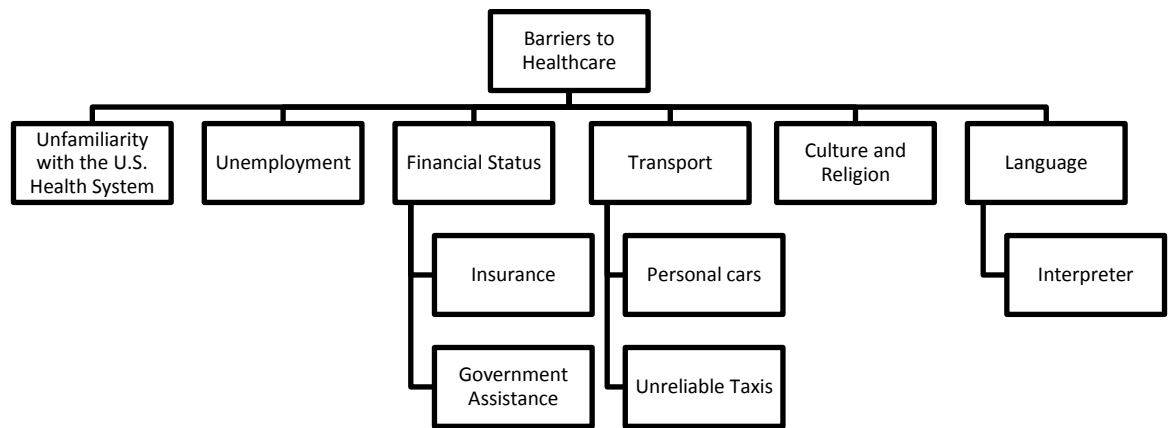 Barriers to
Healthcare
Unfamiliarity
with the U.S.
Health System
Unemployment
Financial Status
Transport
Culture and
Religion
Language
Insurance
Personal cars
Interpreter
Government
Assistance
Unreliable Taxis